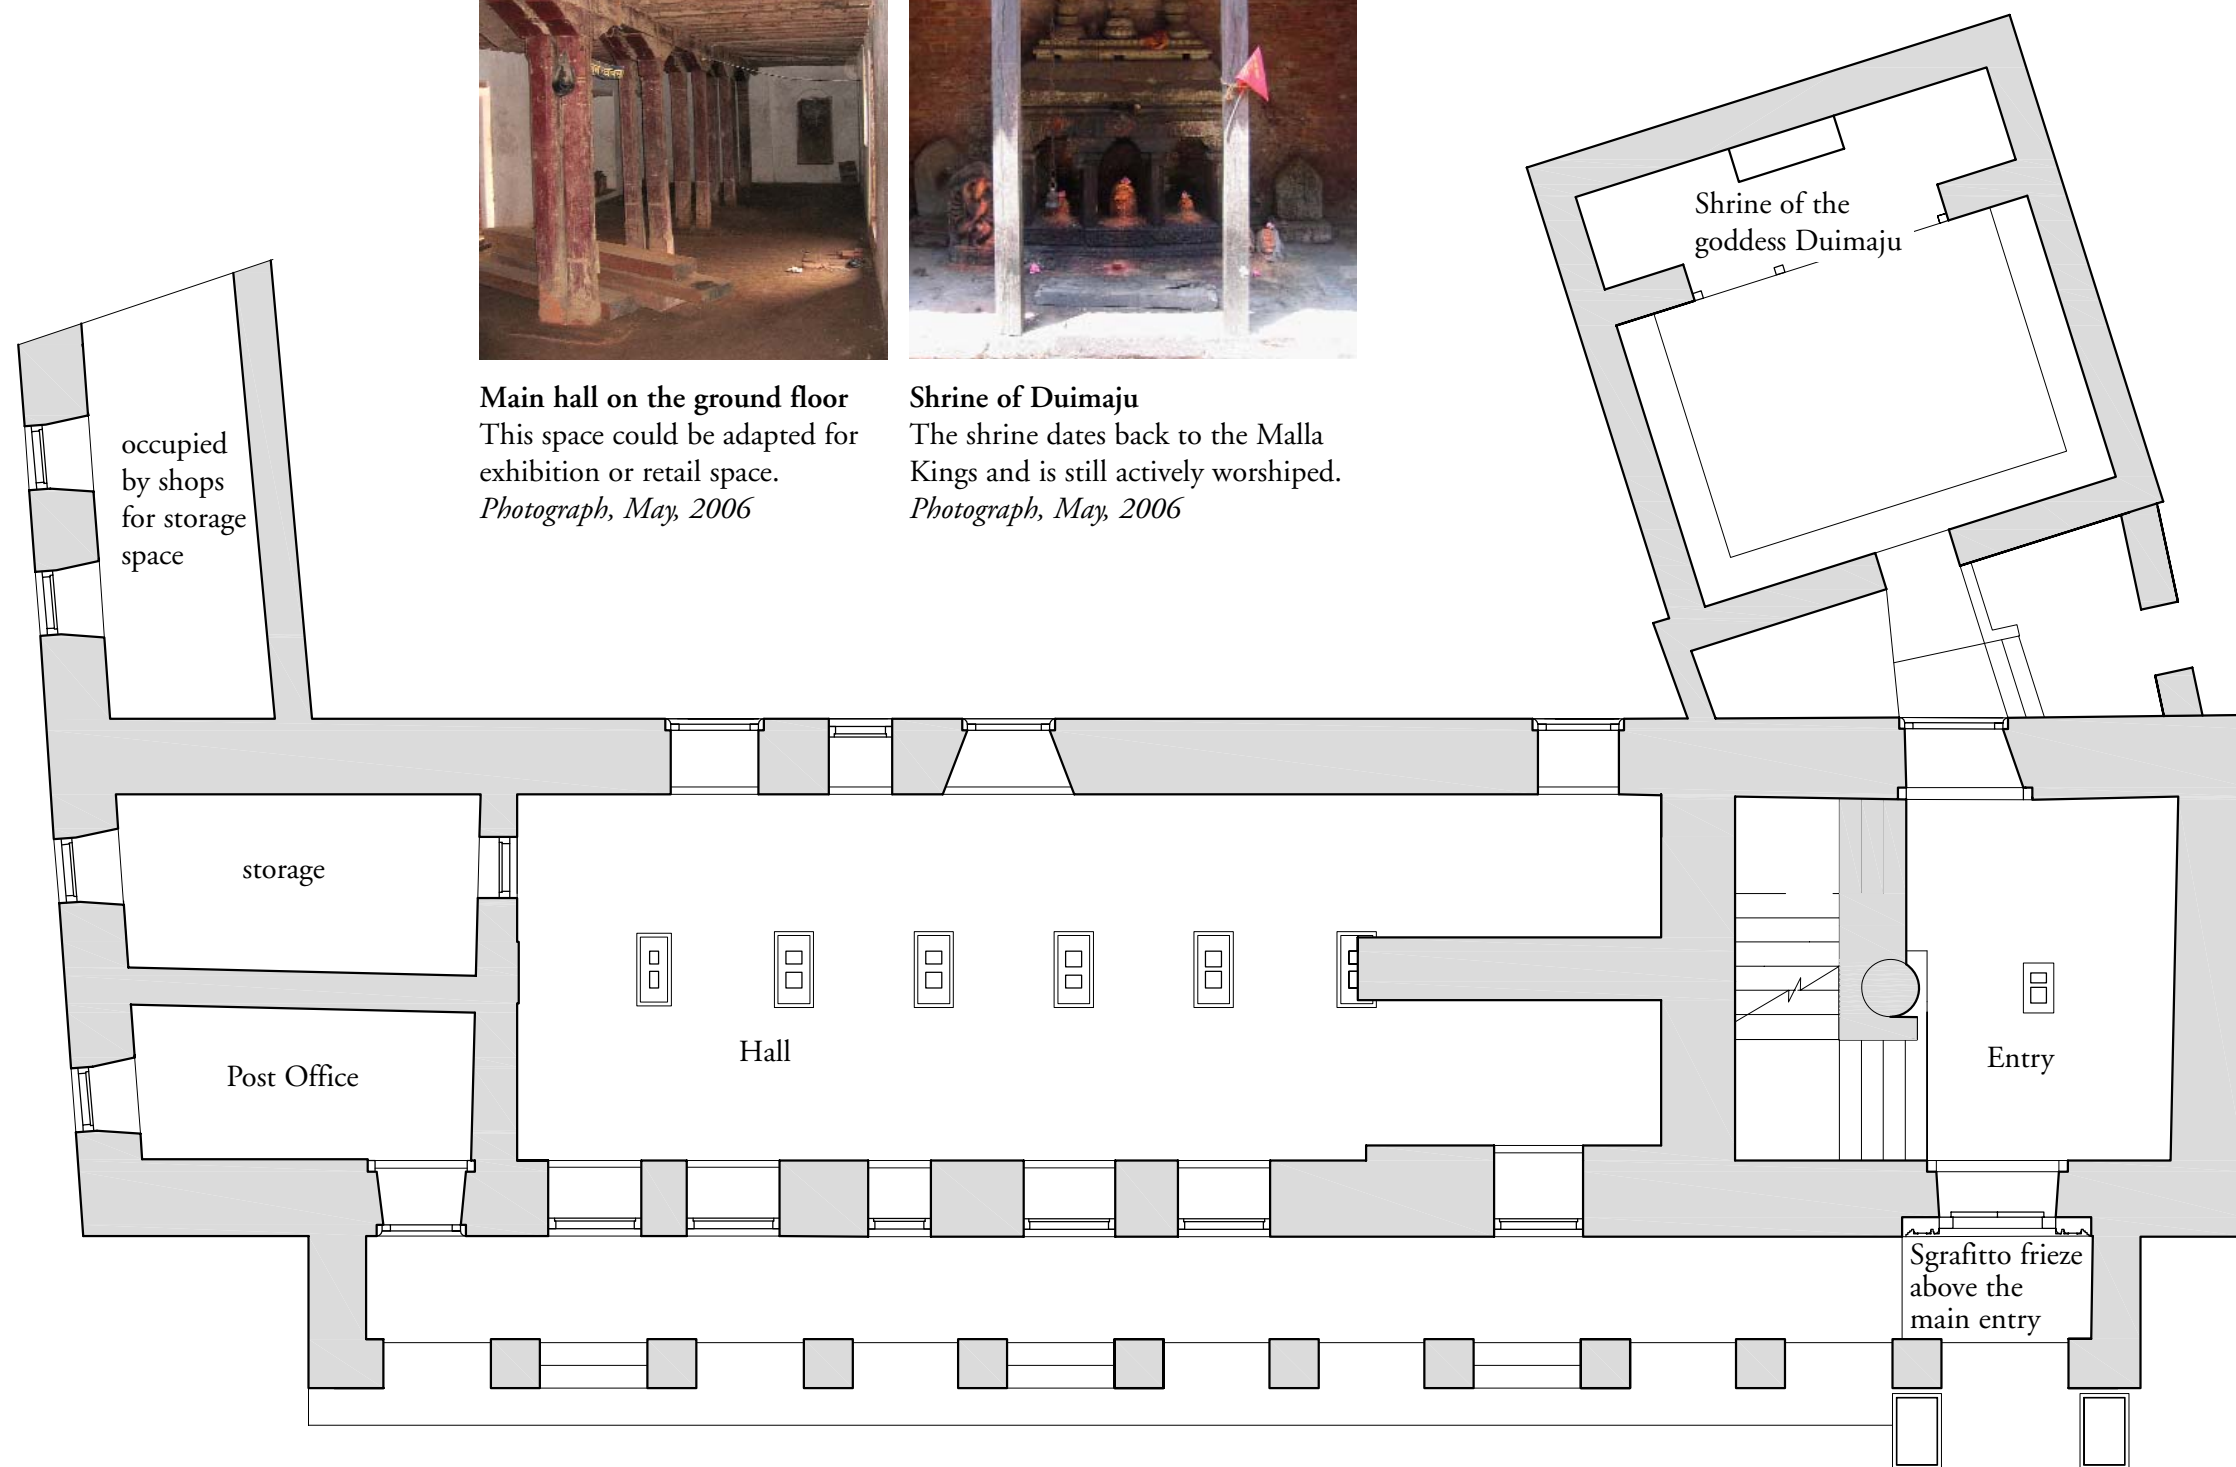 Shrine of the
goddess Duimaju
Main hall on the ground floor
This space could be adapted for
exhibition or retail space.
Photograph, May, 2006
Shrine of Duimaju
The shrine dates back to the Malla
Kings and is still actively worshiped.
Photograph, May, 2006
occupied
by shops
for storage
space
storage
Hall
Post Office
Entry
Sgrafitto frieze
above the
main entry